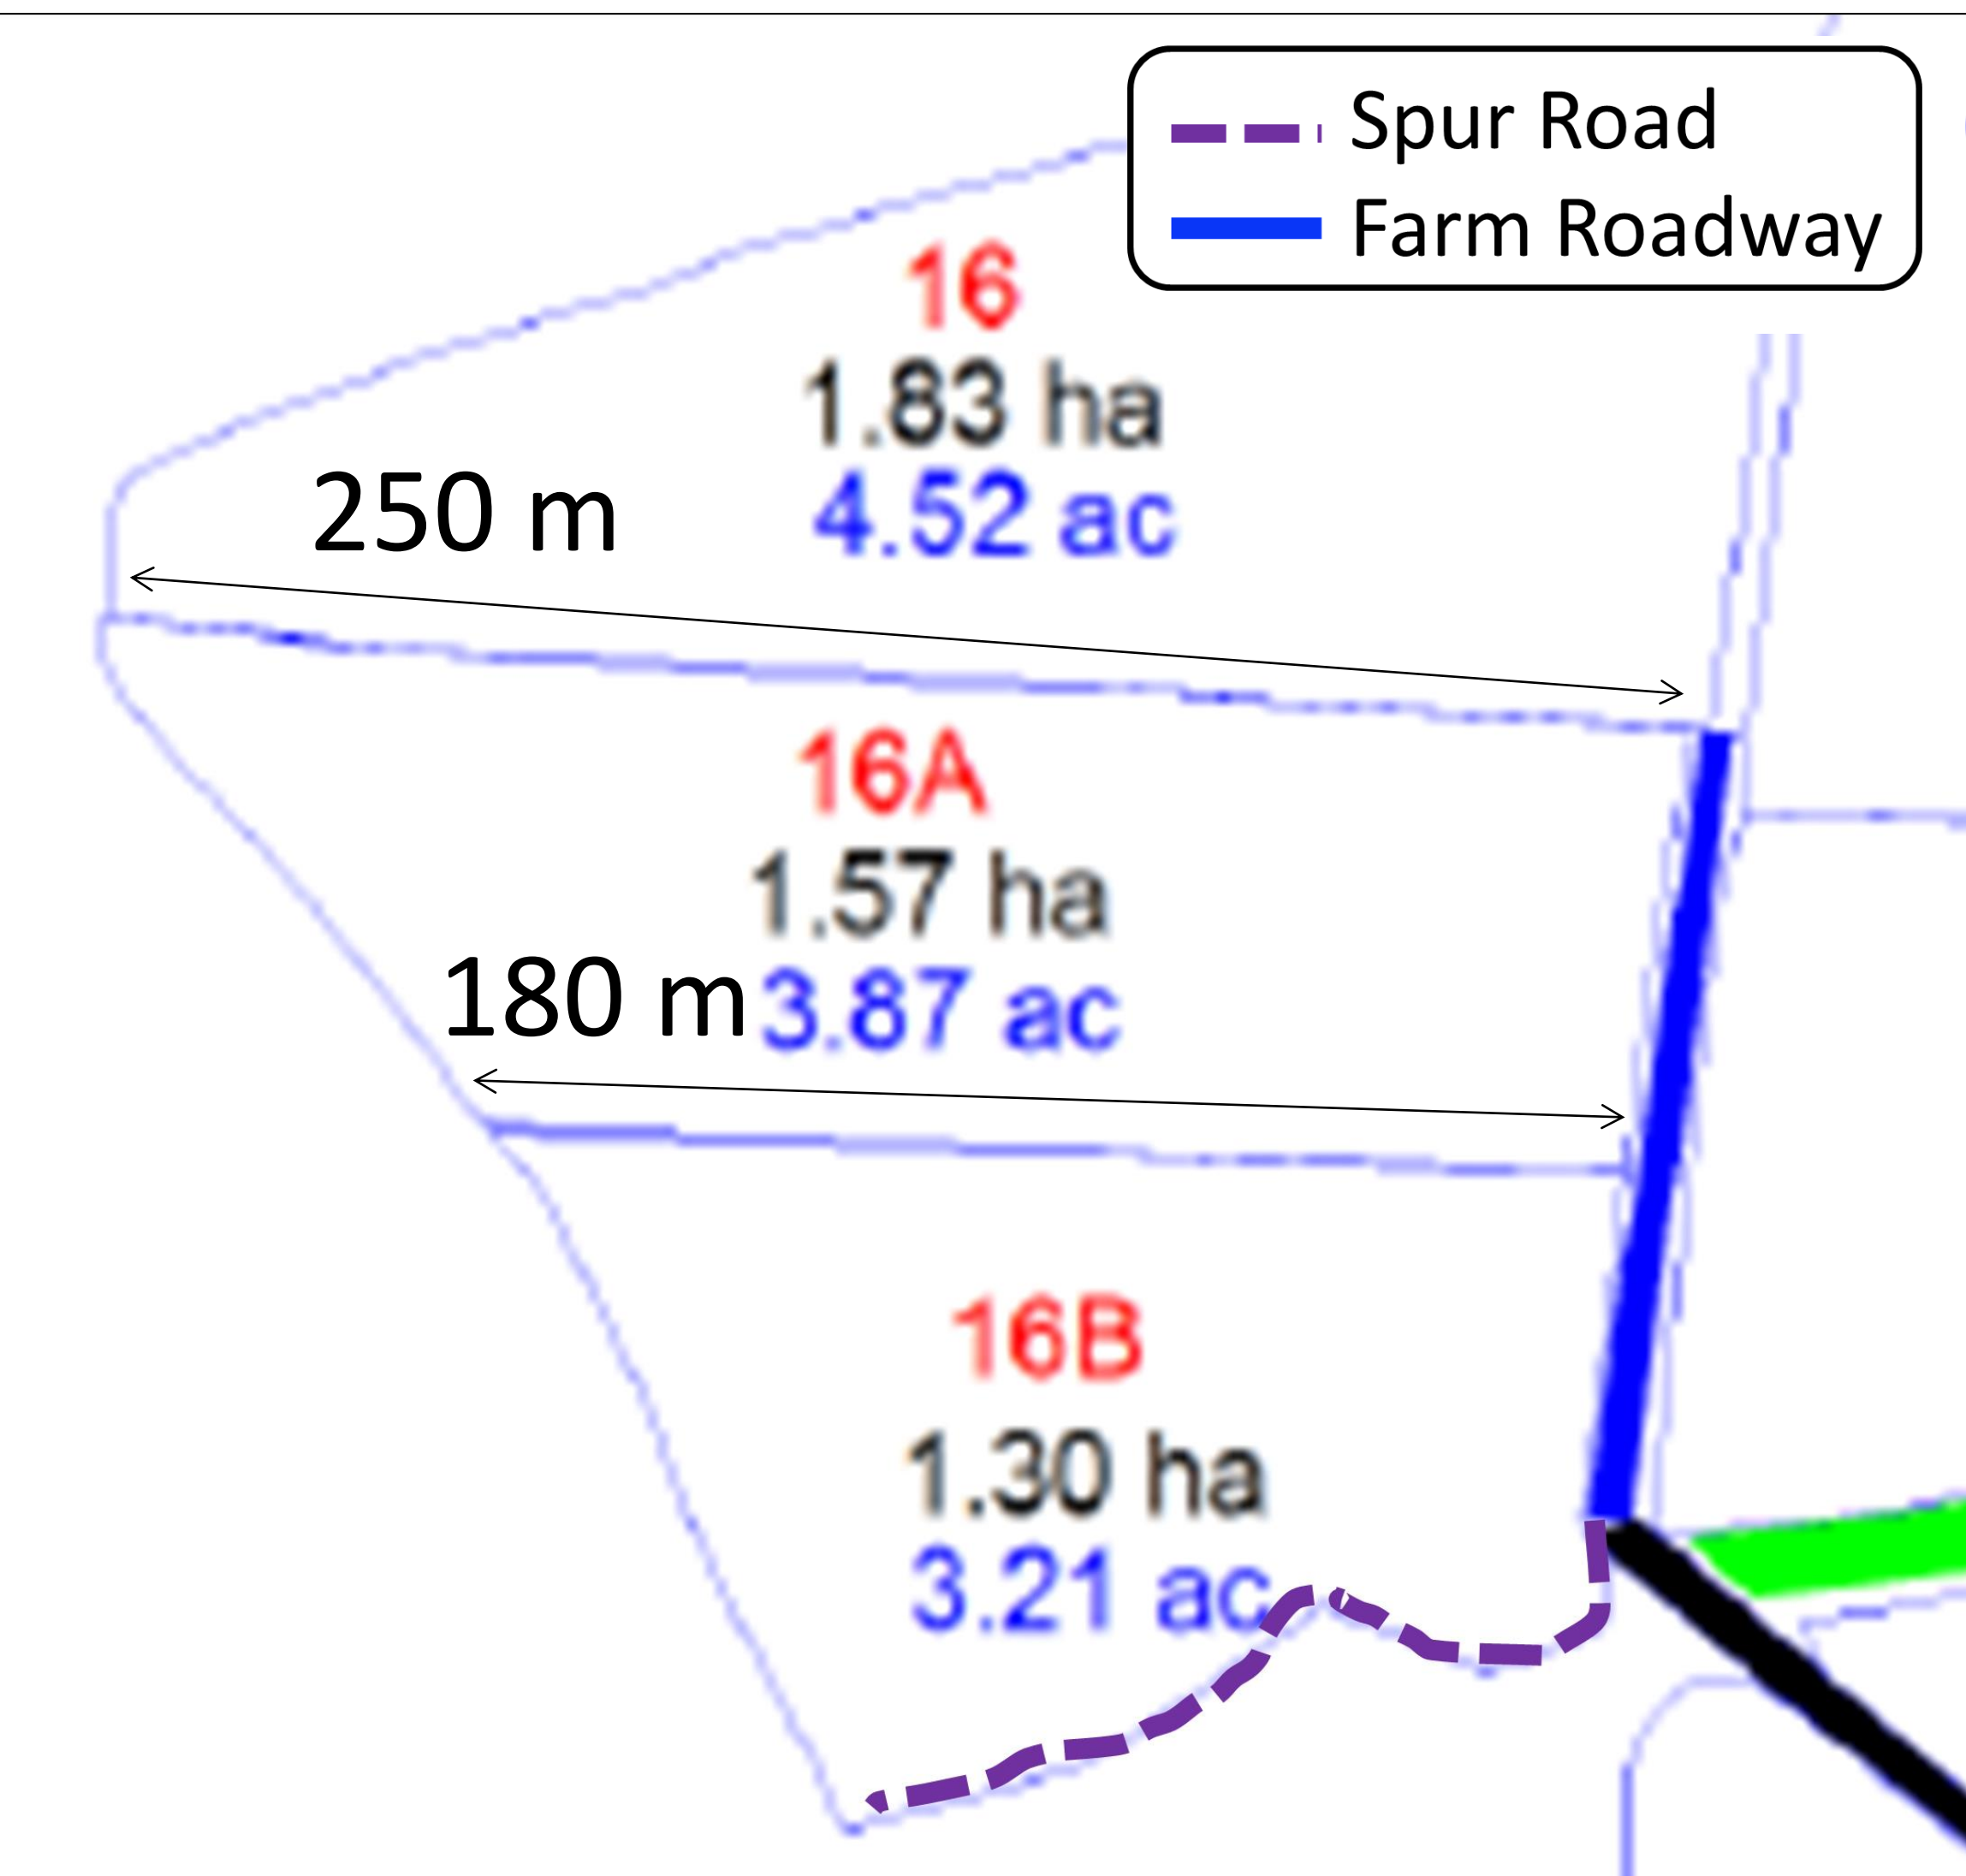 Spur Road
Farm Roadway
16
1.83 ha
4.52 ac
250 m
16A
1.57 ha
3.87 ac
180 m
16B
1.30 ha
3.21 ac